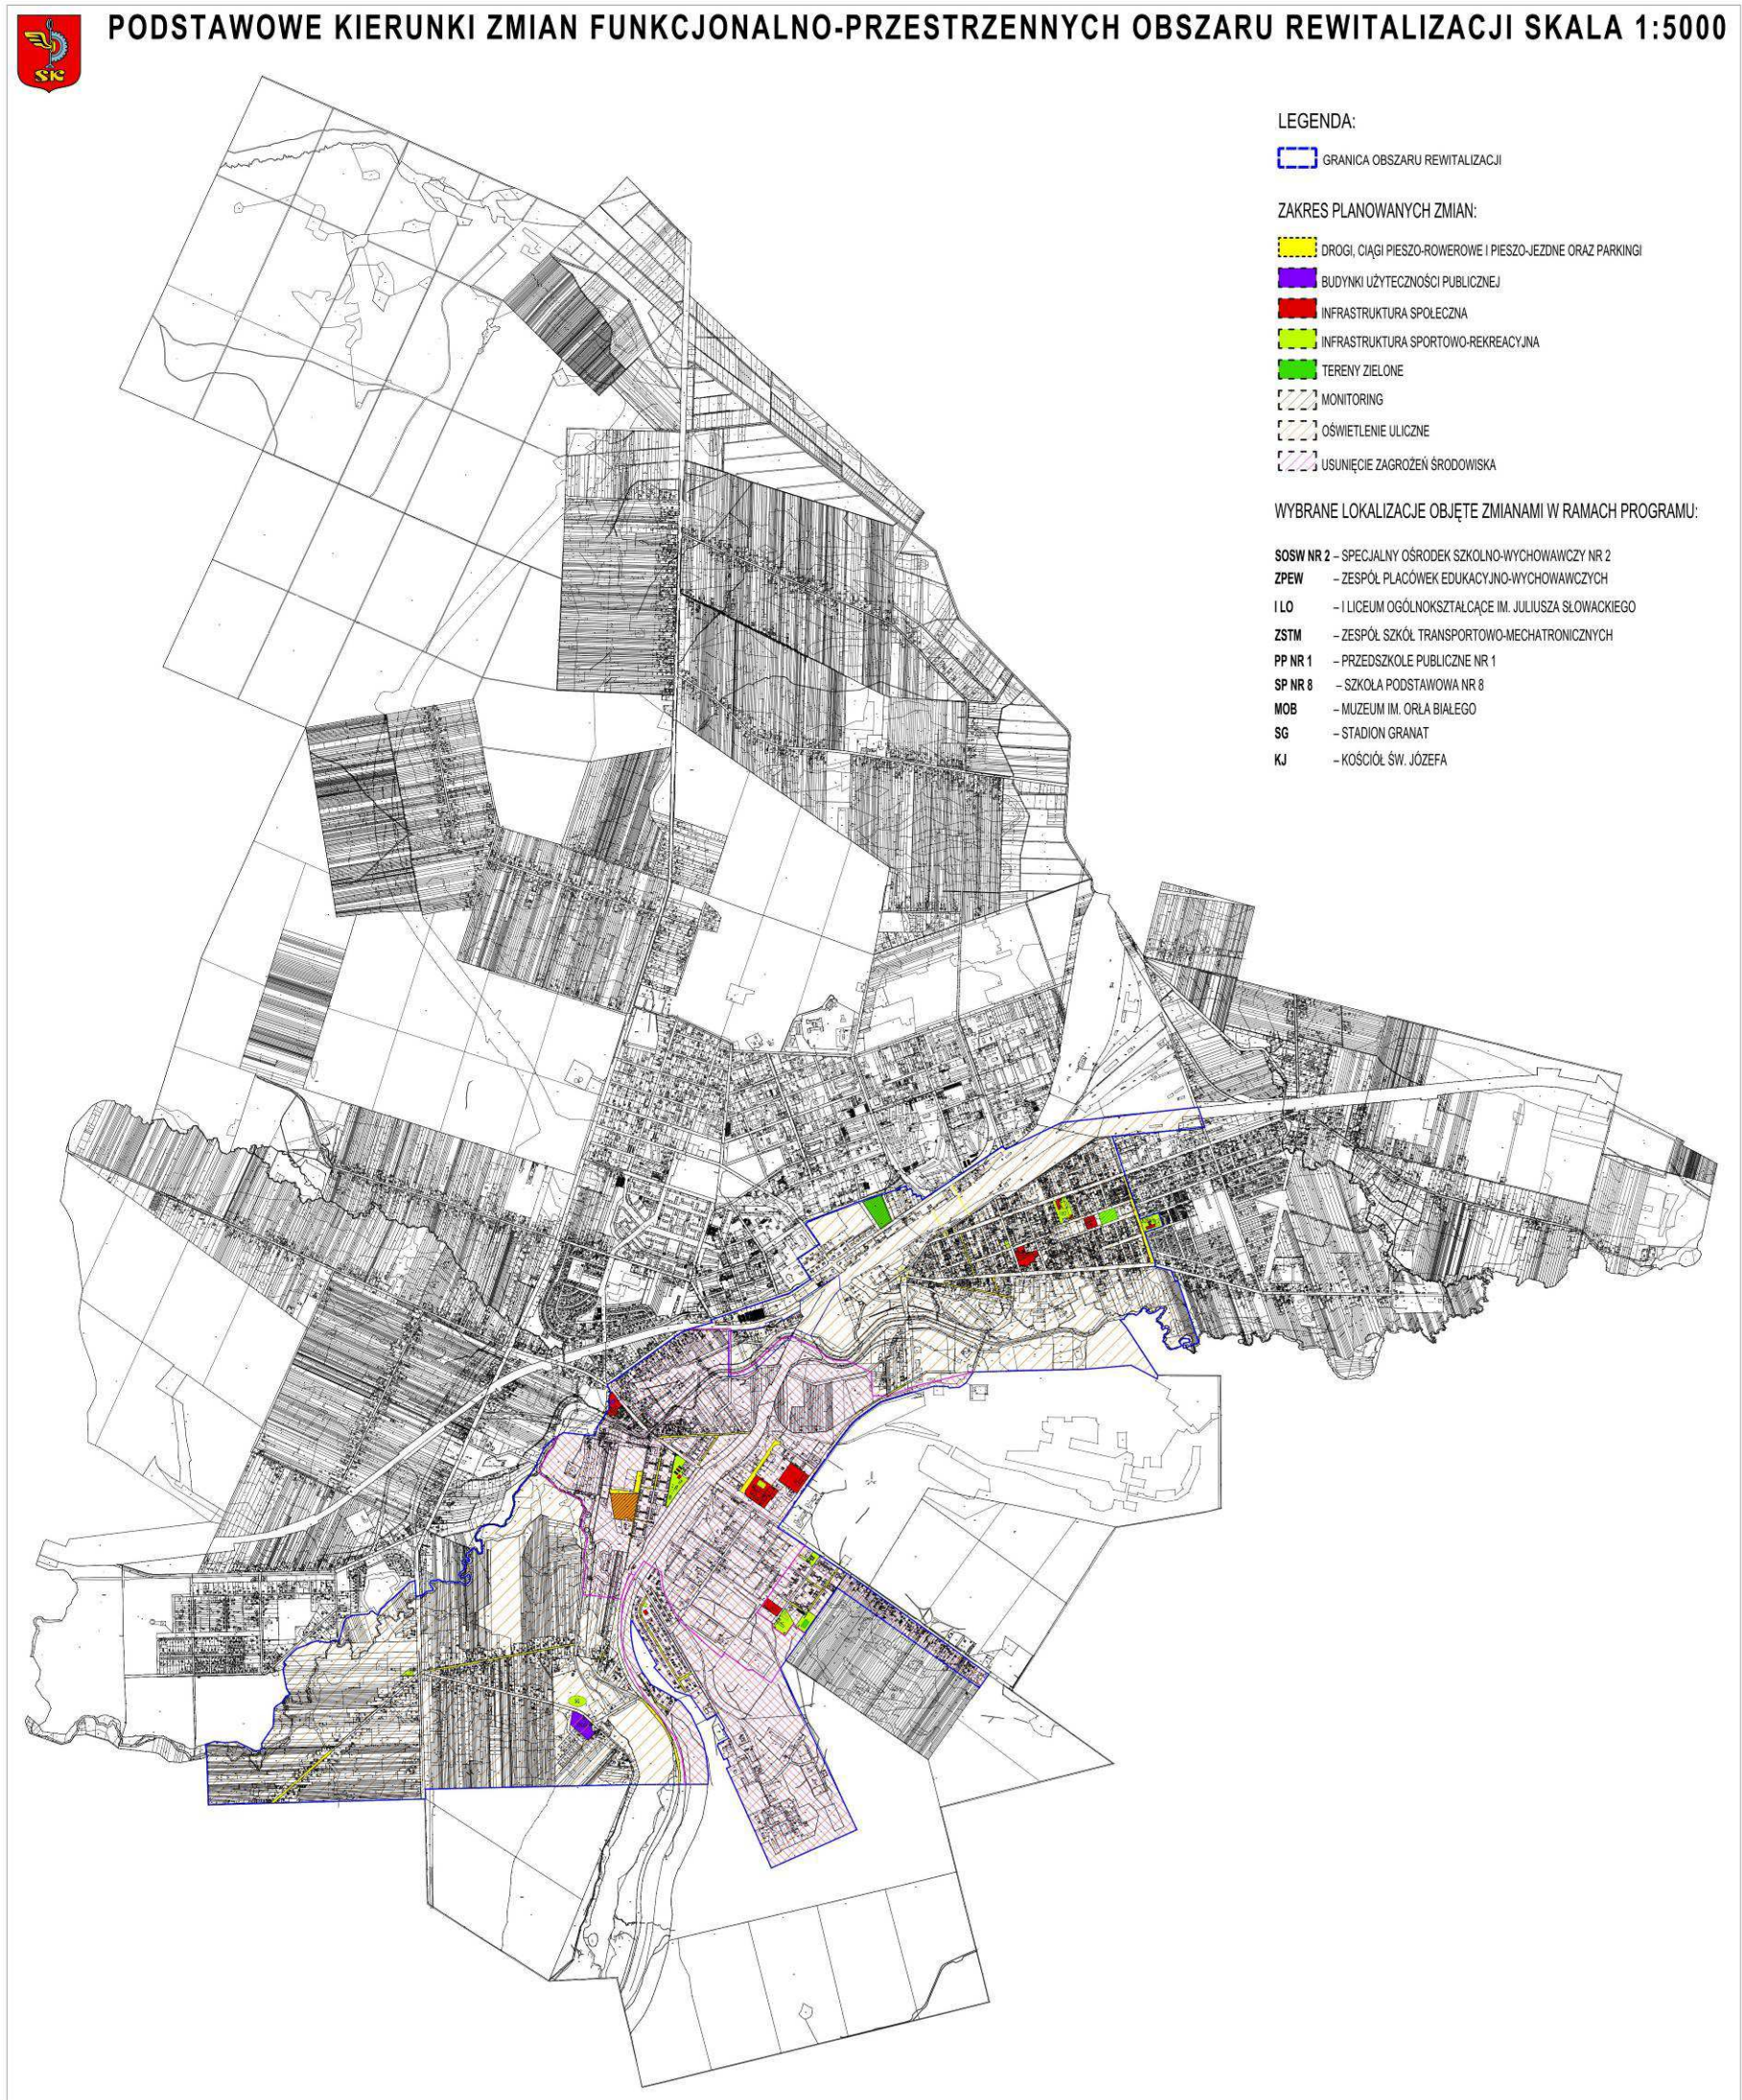 PODSTAWOWE KIERUNKI ZMIAN FUNKCJONALNO-PRZESTRZENNYCH OBSZARU REWITALIZACJI SKALA 1:5000
SK
LEGENDA:
GRANICA OBSZARU REWITALIZACJI
ZAKRES PLANOWANYCH ZMIAN:
DROGI, CIĄGI PIESZO-ROWEROWE I PIESZO-JEZDNE ORAZ PARKINGI
BUDYNKI UŻYTECZNOŚCI PUBLICZNEJ
INFRASTRUKTURA SPOŁECZNA
INFRASTRUKTURA SPORTOWO-REKREACYJNA
TERENY ZIELONE
MONITORING
OŚWIETLENIE ULICZNE
USUNIĘCIE ZAGROŻEŃ ŚRODOWISKA
WYBRANE LOKALIZACJE OBJĘTE ZMIANAMI W RAMACH PROGRAMU:
SOSW NR 2 – SPECJALNY OŚRODEK SZKOLNO-WYCHOWAWCZY NR 2
ZPEW – ZESPÓŁ PLACÓWEK EDUKACYJNO-WYCHOWAWCZYCH
I LO – I LICEUM OGÓLNOKSZTAŁCĄCE IM. JULIUSZA SŁOWACKIEGO
ZSTM – ZESPÓŁ SZKÓŁ TRANSPORTOWO-MECHATRONICZNYCH
PP NR 1 – PRZEDSZKOLE PUBLICZNE NR 1
SP NR 8 – SZKOŁA PODSTAWOWA NR 8
MOB – MUZEUM IM. ORŁA BIAŁEGO
SG – STADION GRANAT
KJ – KOŚCIÓŁ ŚW. JÓZEFA